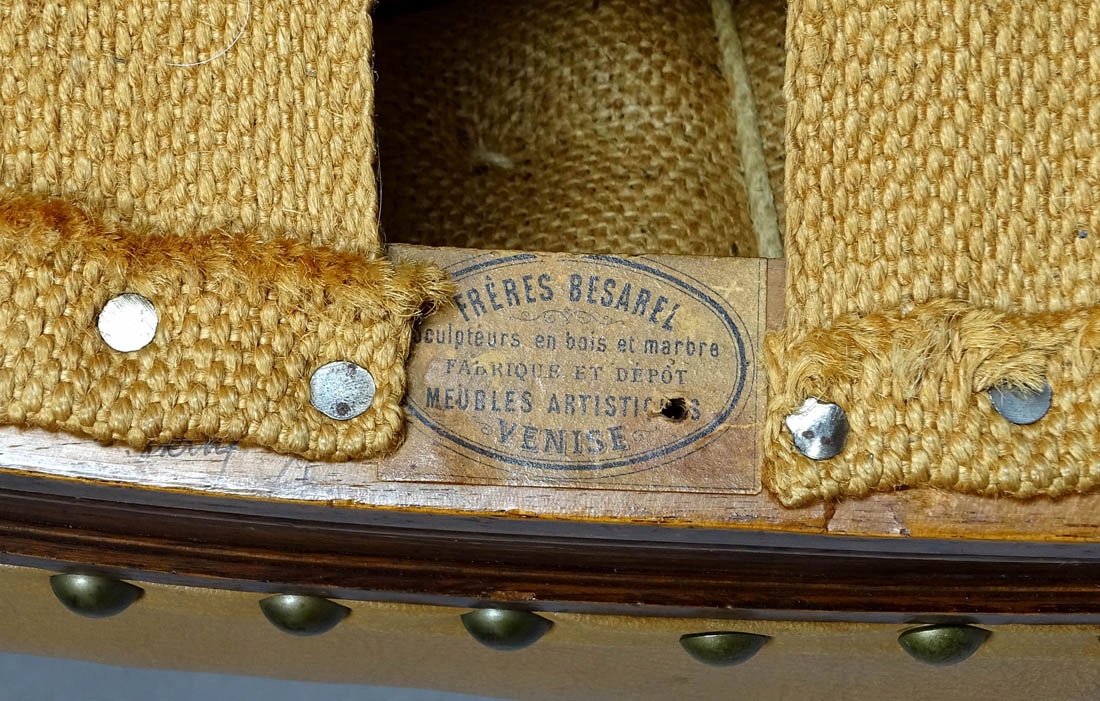 FRÈRES BESAREL
Sculpteurs en bois et marbre
FABRIQUE ET DÉPÔT
MEUBLES ARTISTIQUES
VENISE